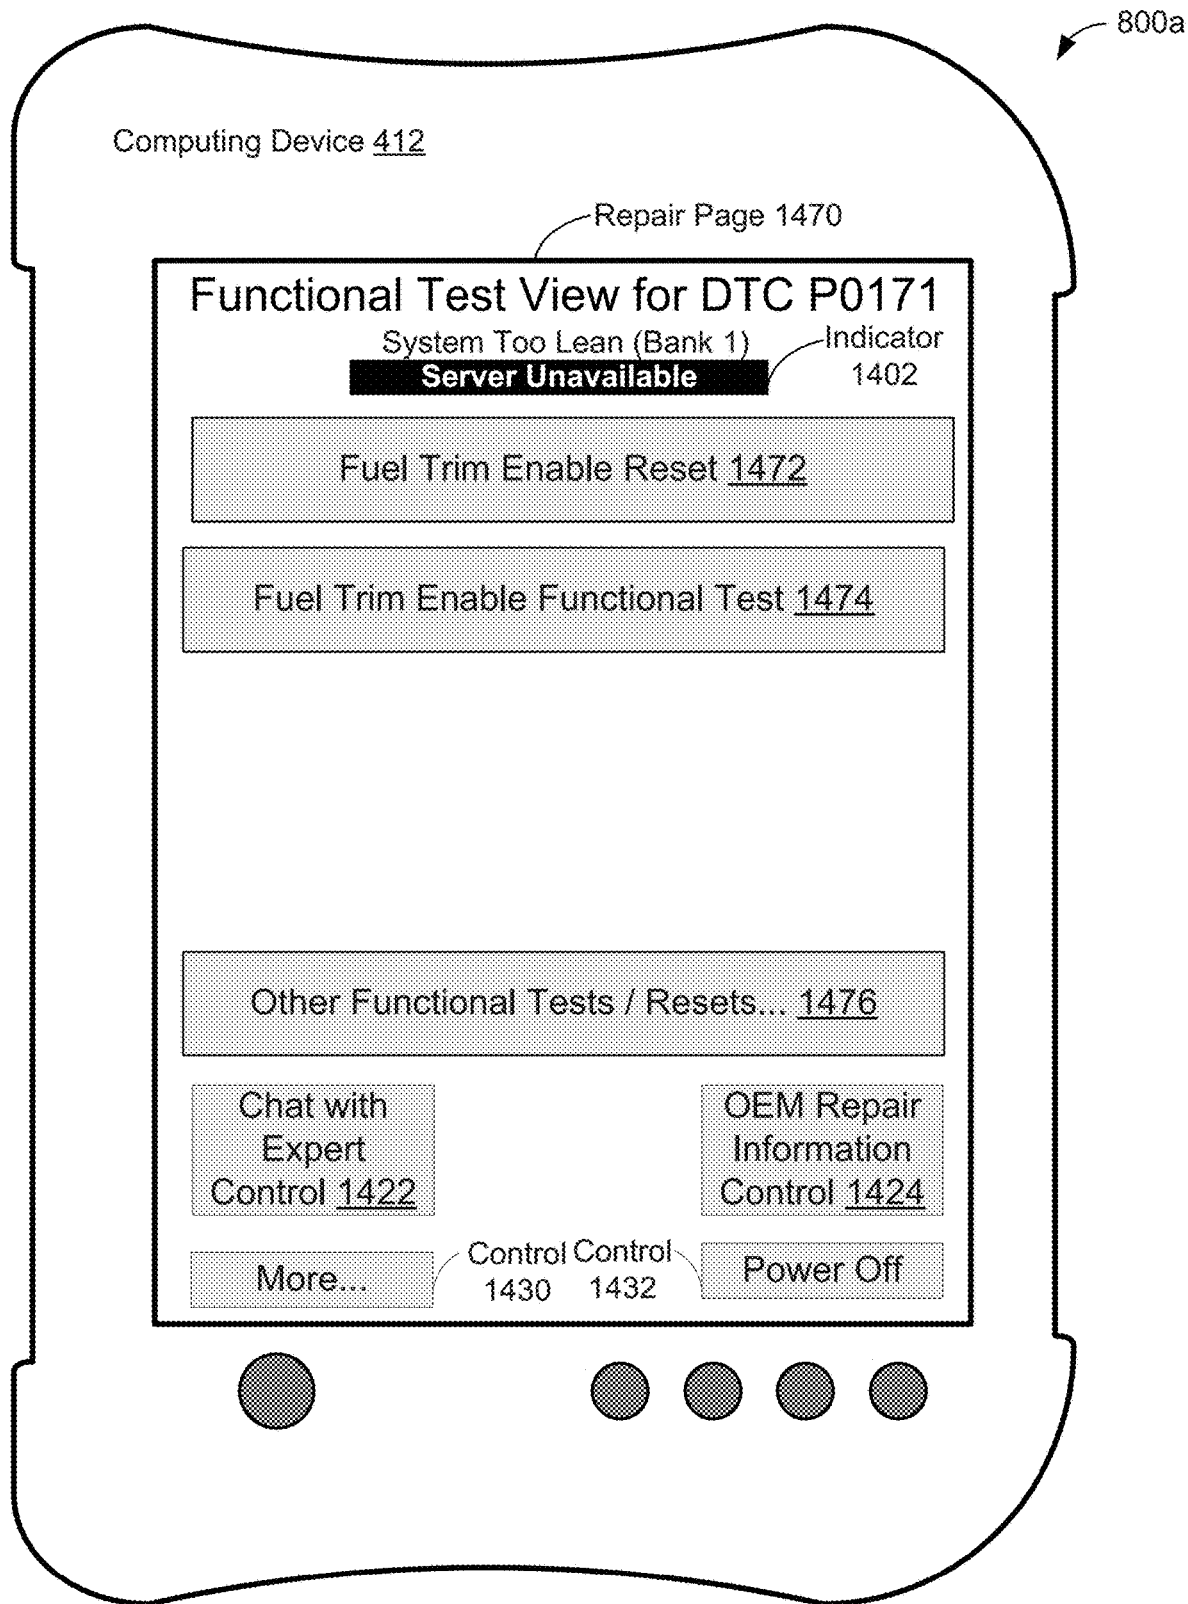 800a
Computing Device 412
Repair Page 1470
Functional Test View for DTC P0171
System Too Lean (Bank 1)
Server Unavailable
Indicator
1402
Fuel Trim Enable Reset 1472
Fuel Trim Enable Functional Test 1474
Other Functional Tests / Resets... 1476
Chat with
Expert
Control 1422
OEM Repair
Information
Control 1424
More...
Control
1430
Control
1432
Power Off